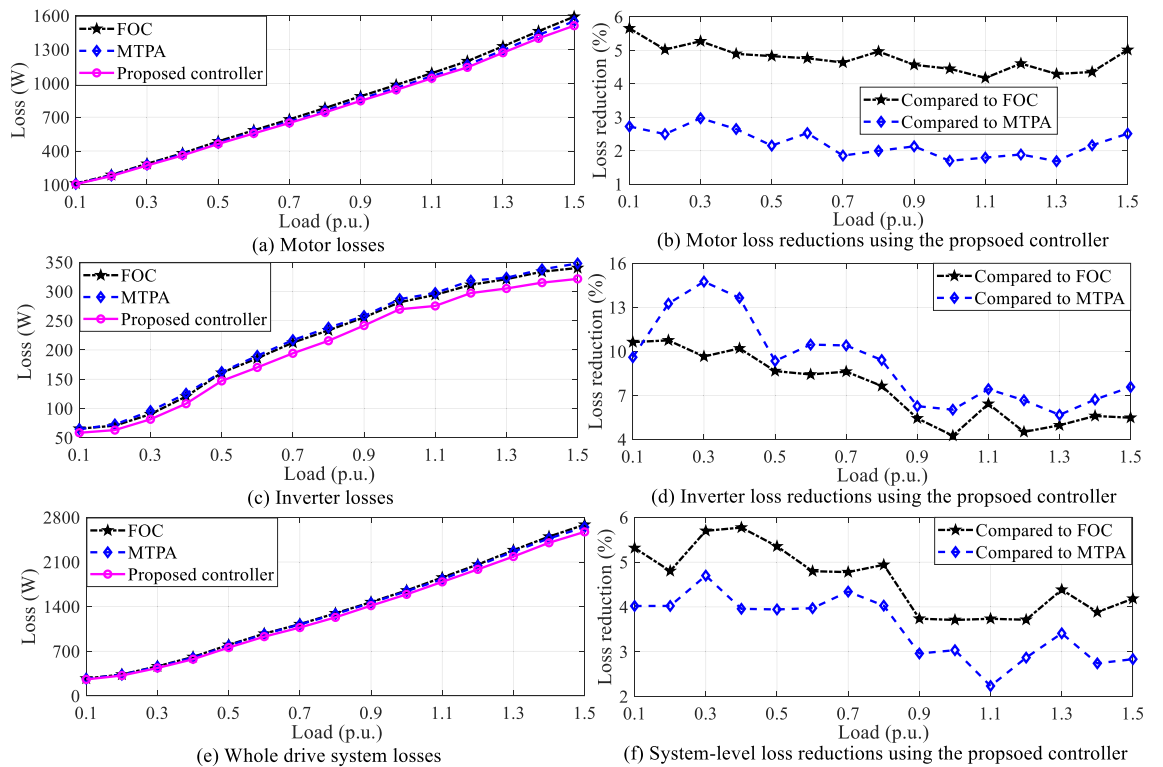 1600
1300
1000
700
400
100
Loss (W)
FOC
MTPA
Proposed controller
0.1 0.3 0.5 0.7 0.9 1.1 1.3 1.5
Load (p.u.)
(a) Motor losses
6
5
4
3
2
1
Loss reduction (%)
Compared to FOC
Compared to MTPA
0.1 0.3 0.5 0.7 0.9 1.1 1.3 1.5
Load (p.u.)
(b) Motor loss reductions using the propsoed controller
350
300
250
200
150
100
50
Loss (W)
FOC
MTPA
Proposed controller
0.1 0.3 0.5 0.7 0.9 1.1 1.3 1.5
Load (p.u.)
(c) Inverter losses
16
13
10
7
4
Loss reduction (%)
Compared to FOC
Compared to MTPA
0.1 0.3 0.5 0.7 0.9 1.1 1.3 1.5
Load (p.u.)
(d) Inverter loss reductions using the propsoed controller
2800
2100
1400
700
0
Loss (W)
FOC
MTPA
Proposed controller
0.1 0.3 0.5 0.7 0.9 1.1 1.3 1.5
Load (p.u.)
(e) Whole drive system losses
6
5
4
3
2
Loss reduction (%)
Compared to FOC
Compared to MTPA
0.1 0.3 0.5 0.7 0.9 1.1 1.3 1.5
Load (p.u.)
(f) System-level loss reductions using the propsoed controller